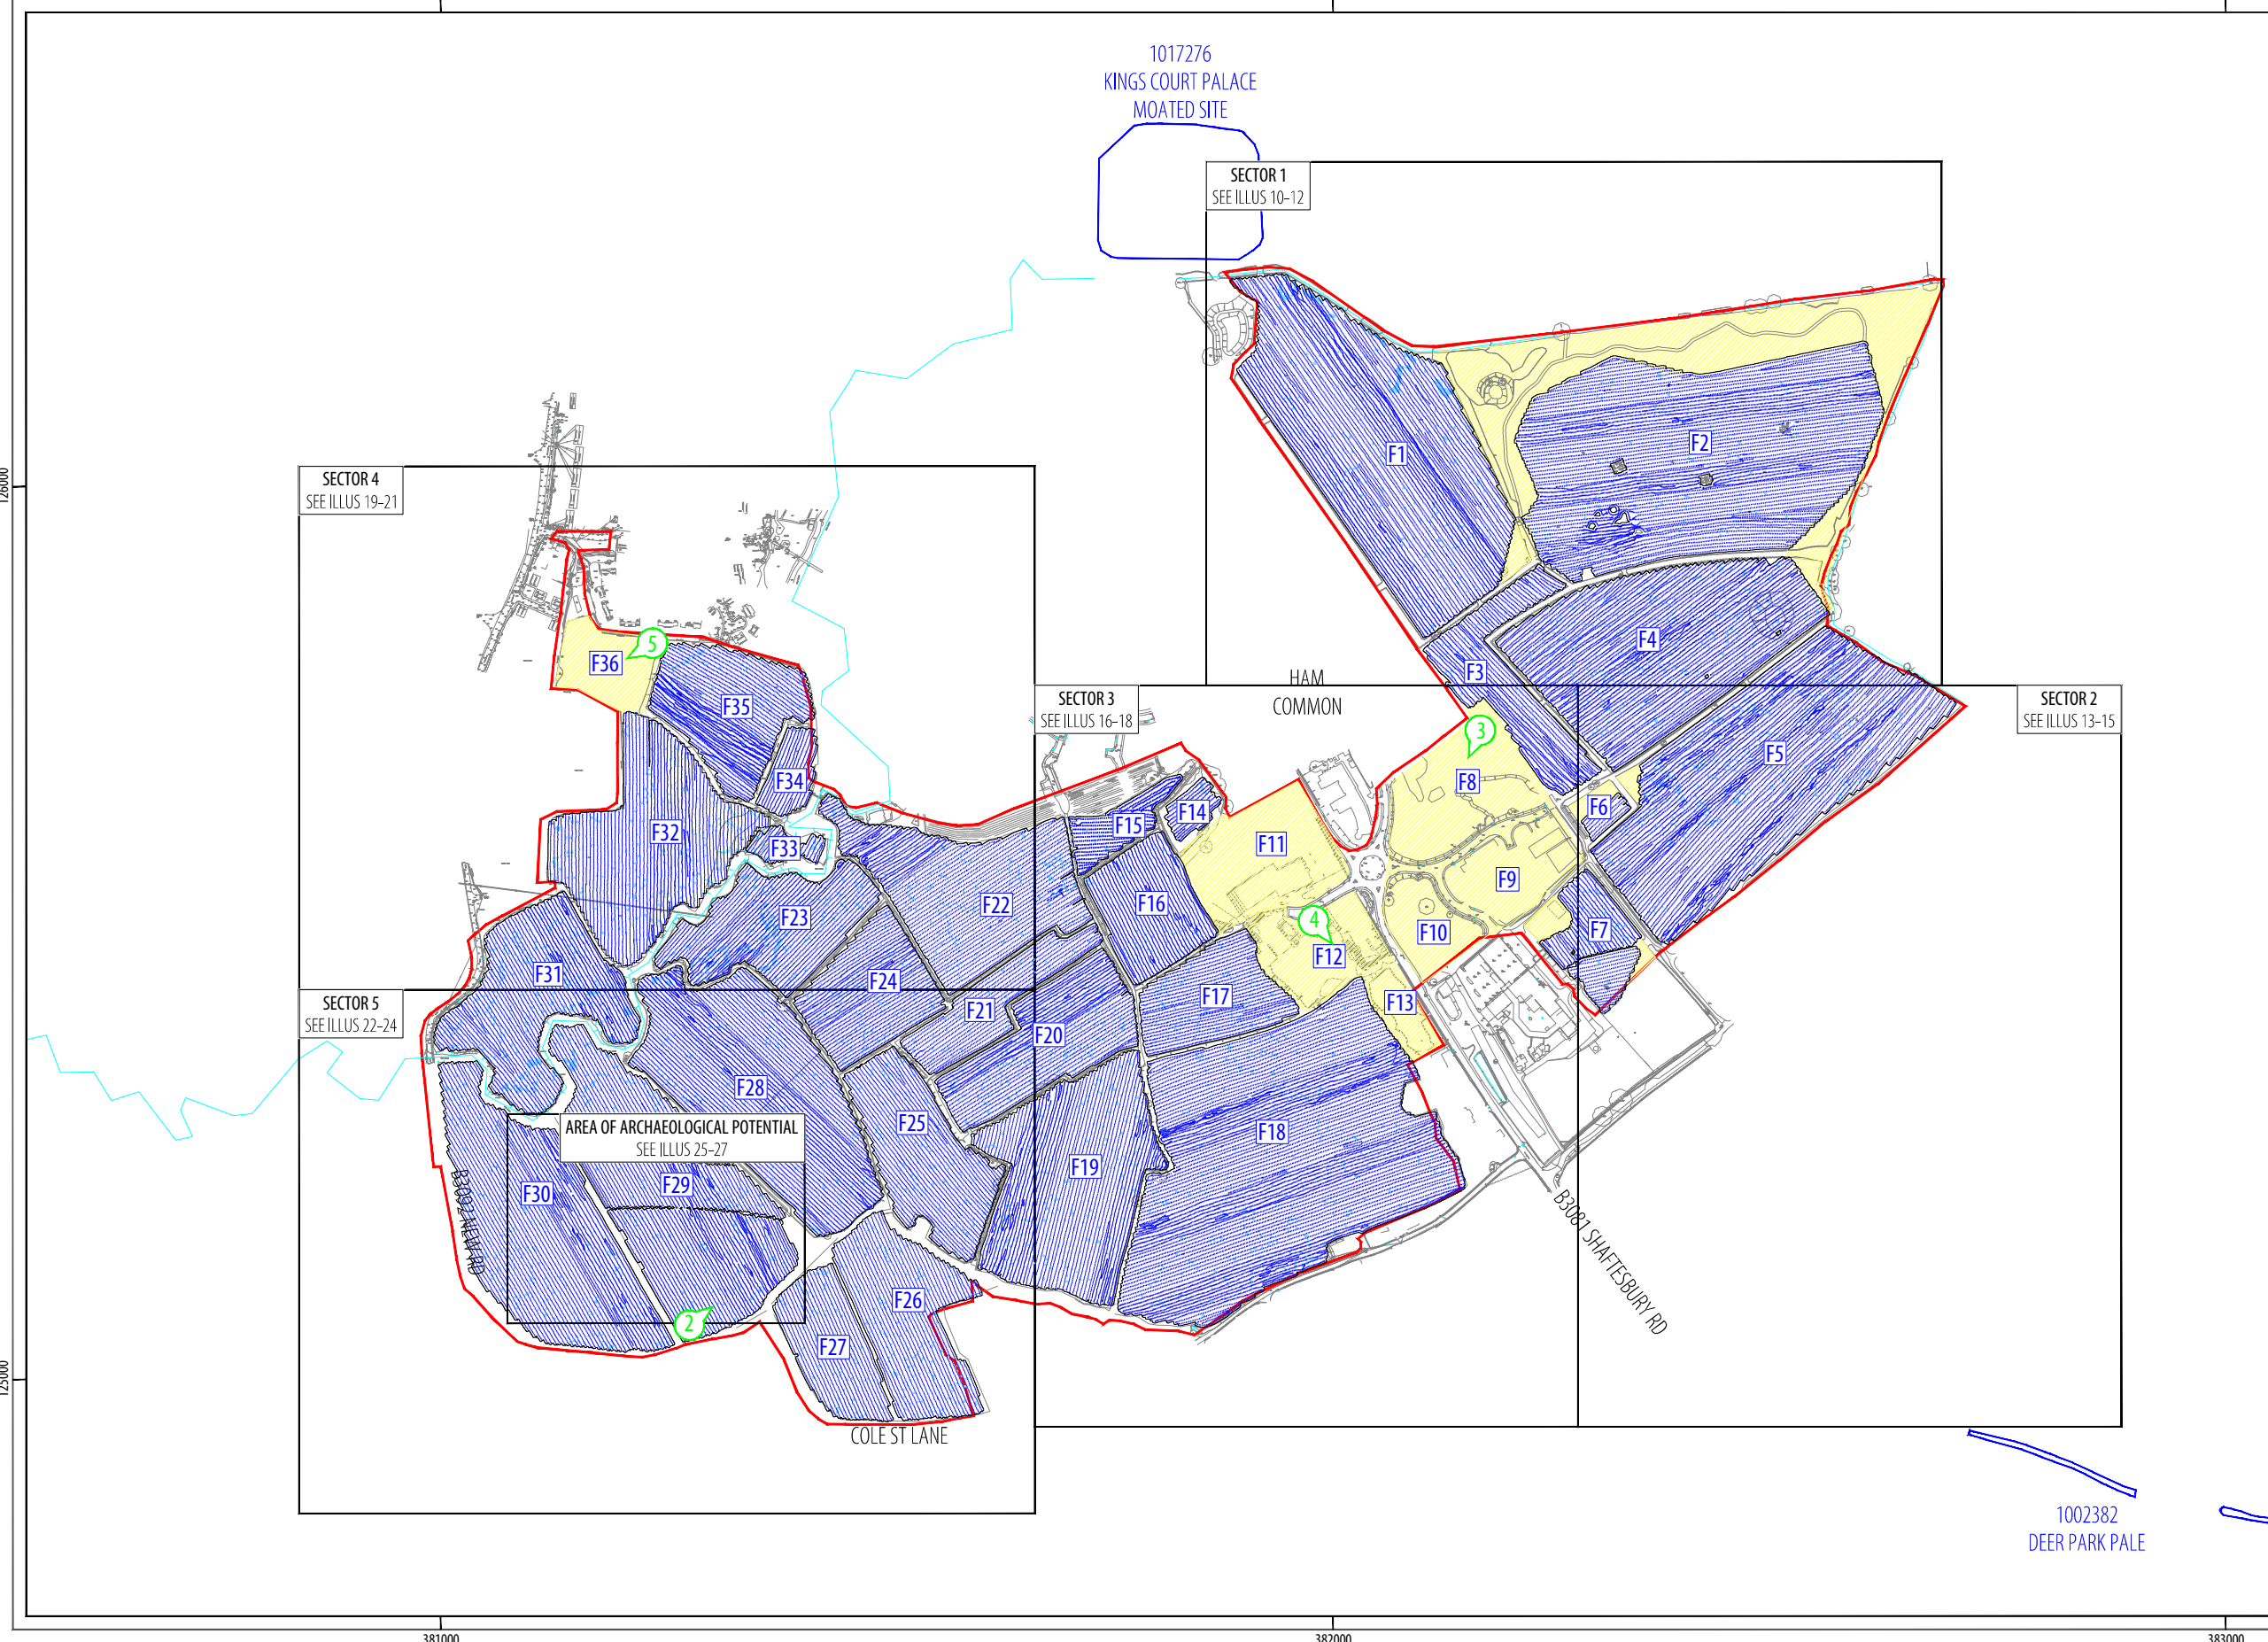 1017276
KINGS COURT PALACE
MOATED SITE
SECTOR 1
SEE ILLUS 10-12
F1
F2
126000
SECTOR 4
SEE ILLUS 19-21
F4
F3
5
F36
HAM
COMMON
SECTOR 3
SEE ILLUS 16-18
SECTOR 2
SEE ILLUS 13-15
F35
3
F5
F34
F8
F6
F14
F15
F32
F33
F11
F9
F22
F16
F23
4
F10
F7
F12
F31
F24
F17
F13
SECTOR 5
SEE ILLUS 22-24
F21
F20
F28
AREA OF ARCHAEOLOGICAL POTENTIAL
SEE ILLUS 25-27
F25
F18
F19
F29
F30
B3092 NEW RD
B3081 SHAFTESBURY RD
F26
2
F27
125000
COLE ST LANE
1002382
DEER PARK PALE
381000
382000
383000